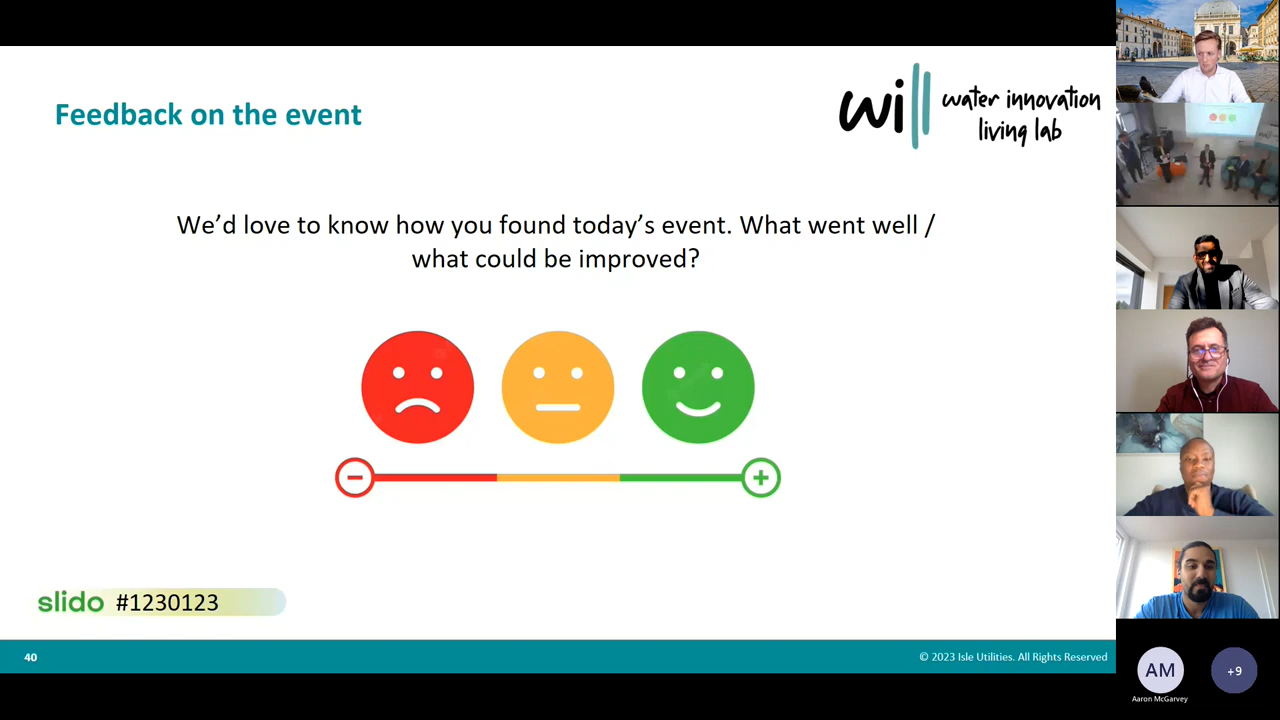 Feedback on the event
will water innovation
living lab
We'd love to know how you found today's event. What went well /
what could be improved?
slido #1230123
40
© 2023 Isle Utilities. All Rights Reserved
AM
+9
Aaron McGarvey